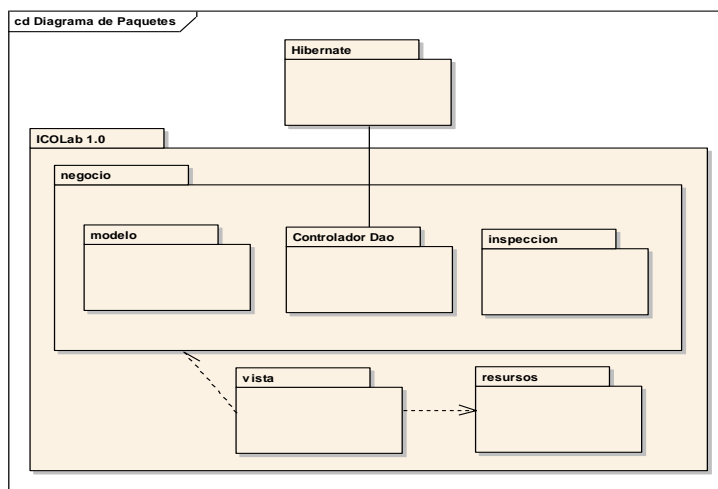 cd Diagrama de Paquetes
Hibernate
ICOLab 1.0
negocio
modelo
Controlador Dao
inspeccion
vista
resursos